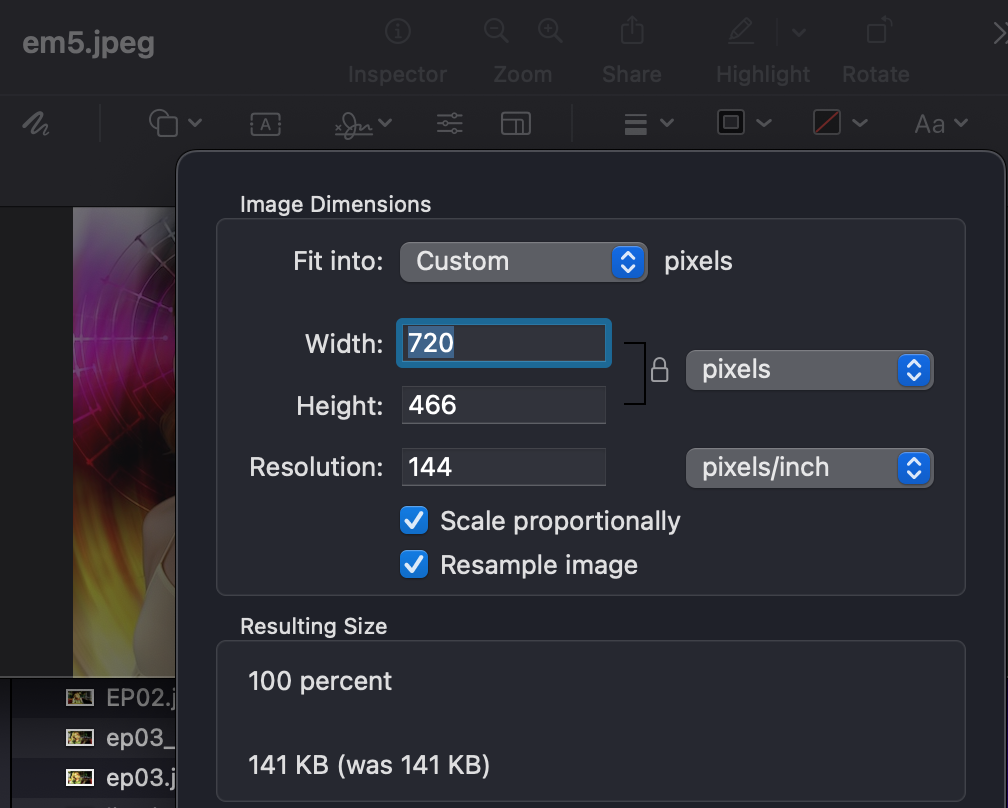 em5.jpeg
Inspector Zoom Share Highlight Rotate
A
Aa
Image Dimensions
Fit into: Custom pixels
Width: 720
pixels
Height: 466
Resolution: 144 pixels/inch
Scale proportionally
Resample image
Resulting Size
100 percent
EP02.j
ep03_
141 KB (was 141 KB)
ep03.j